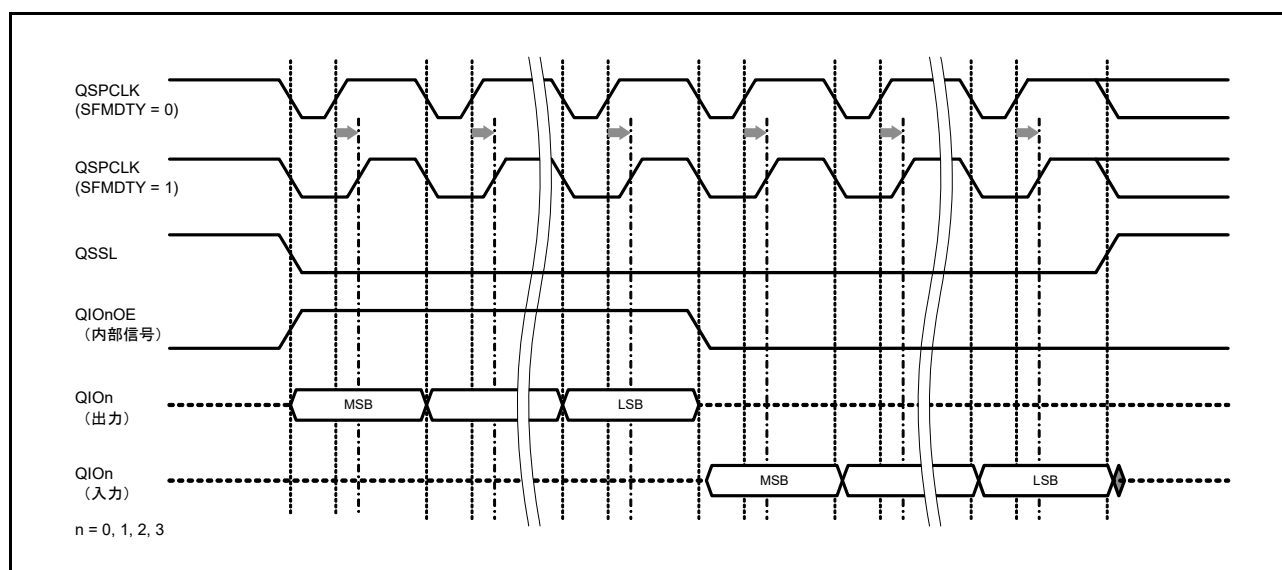 QSPCLK
(SFMDTY = 0)
QSPCLK
(SFMDTY = 1)
QSSL
QIOnOE
(内部信号)
QIOn
(出力)
MSB
LSB
QIOn
(入力)
MSB
LSB
n = 0, 1, 2, 3